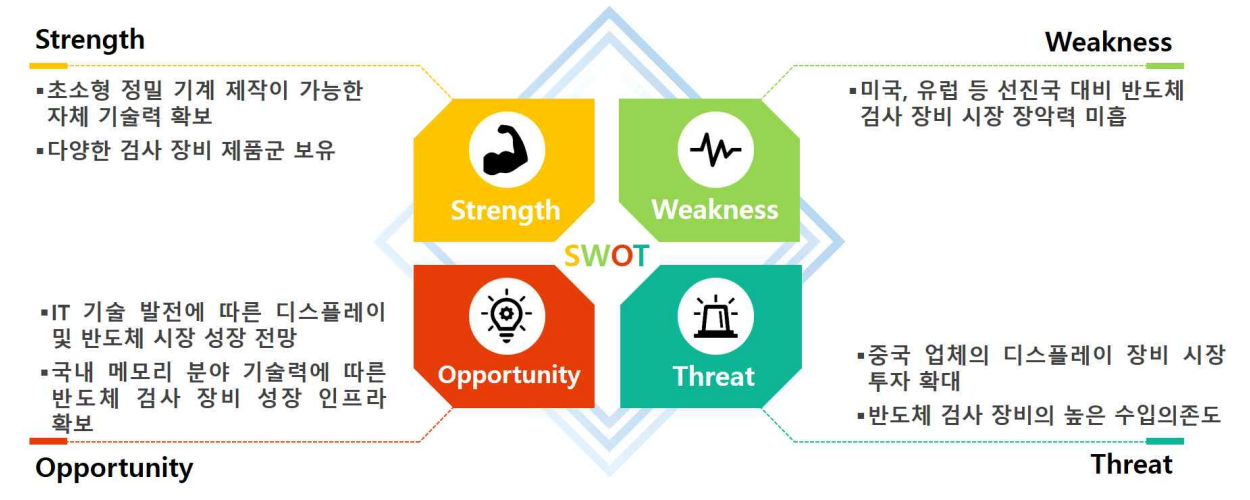 Strength
▪초소형 정밀 기계 제작이 가능한
자체 기술력 확보
▪다양한 검사 장비 제품군 보유
Weakness
▪미국, 유럽 등 선진국 대비 반도체
검사 장비 시장 장악력 미흡
Strength
Weakness
SWOT
Opportunity
Threat
▪IT 기술 발전에 따른 디스플레이
및 반도체 시장 성장 전망
▪국내 메모리 분야 기술력에 따른
반도체 검사 장비 성장 인프라
확보
Opportunity
▪중국 업체의 디스플레이 장비 시장
투자 확대
▪반도체 검사 장비의 높은 수입의존도
Threat